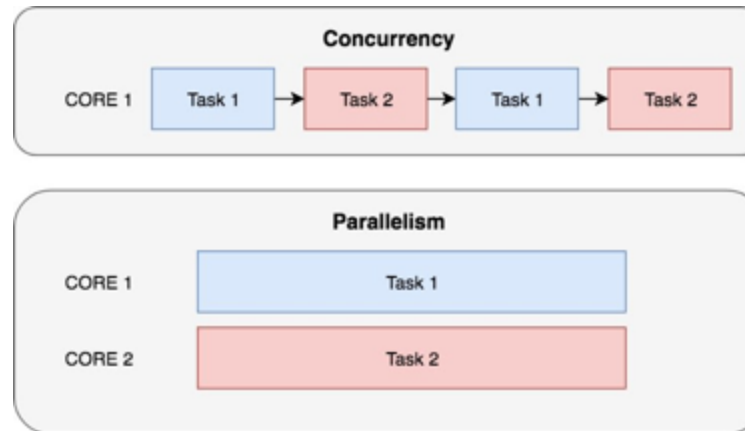 Concurrency
CORE 1 Task 1 Task 2 Task 1 Task 2
Parallelism
CORE 1 Task 1
CORE 2 Task 2